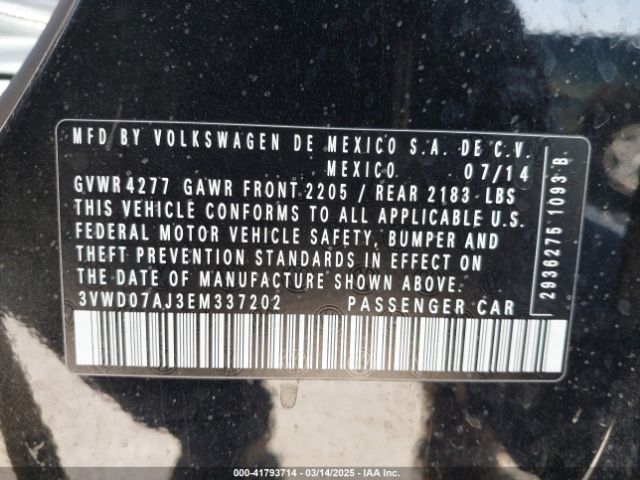 MFD BY VOLKSWAGEN DE MEXICO S.A. DE C.V.
MEXICO 07/14
GVWR 4277 GAWR FRONT 2205 / REAR 2183 LBS
THIS VEHICLE CONFORMS TO ALL APPLICABLE U.S.
FEDERAL MOTOR VEHICLE SAFETY, BUMPER AND
THEFT PREVENTION STANDARDS IN EFFECT ON
THE DATE OF MANUFACTURE SHOWN ABOVE.
3VWD07AJ3EM337202 PASSENGER CAR
2936276 1093 B
000-41793714 - 03/14/2025 - IAA Inc.